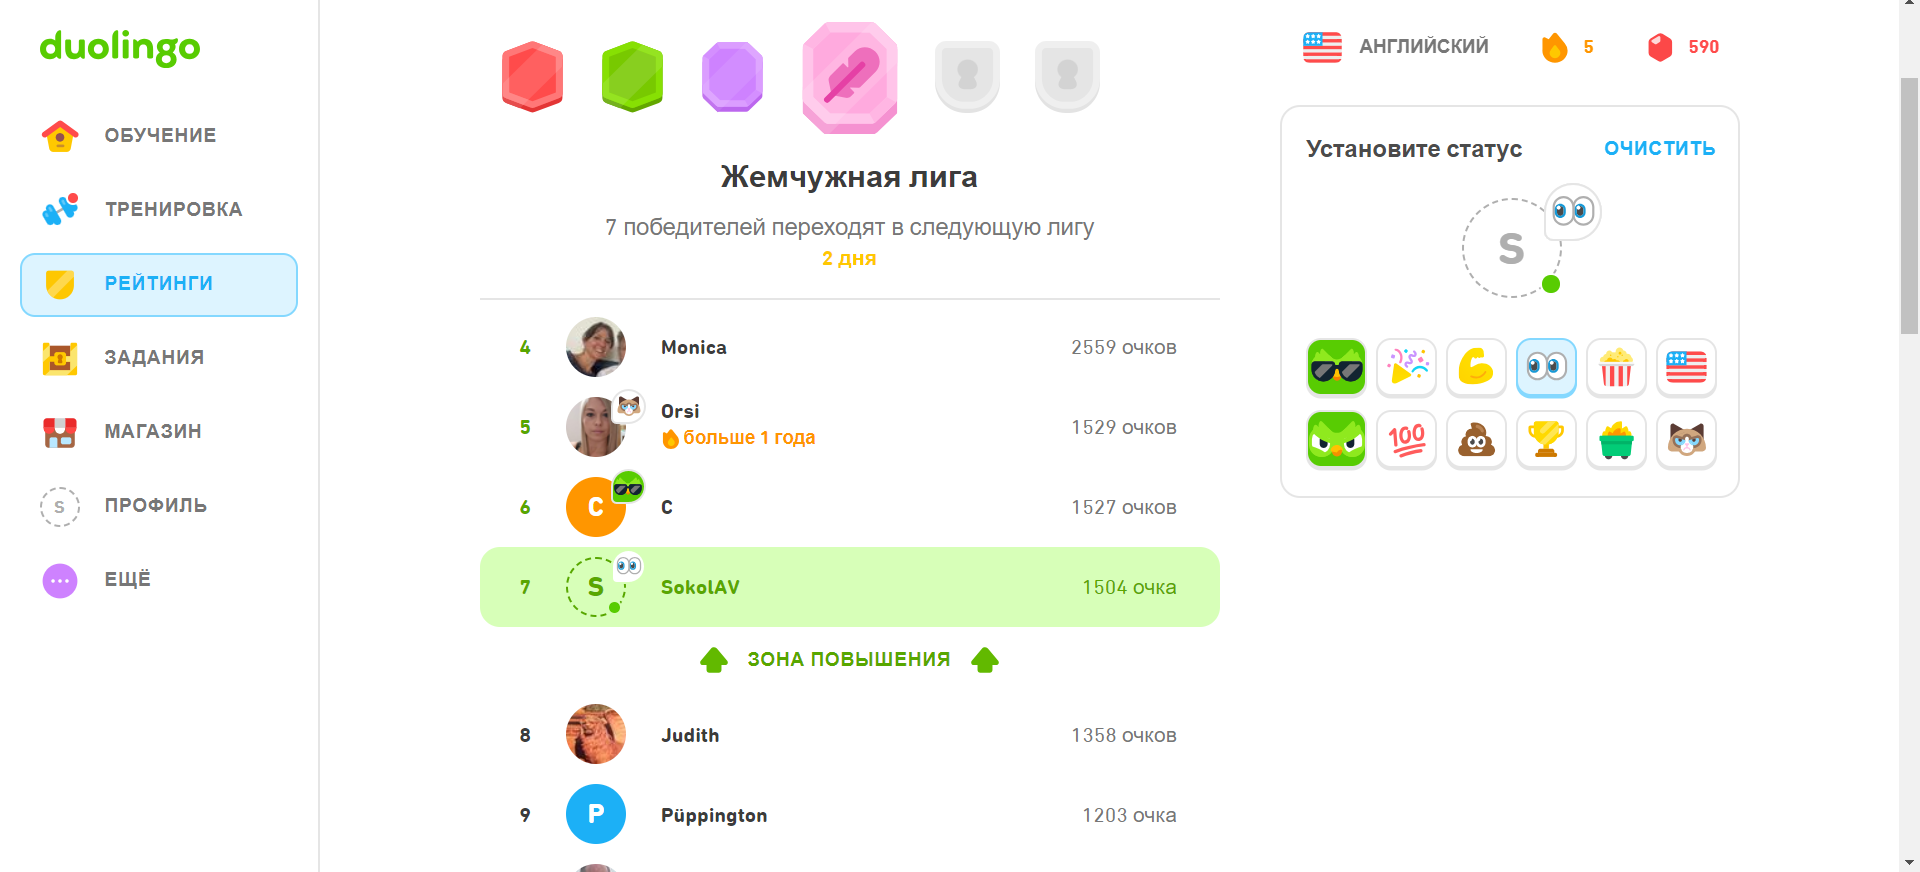 duolingo
ОБУЧЕНИЕ
ТРЕНИРОВКА
РЕЙТИНГИ
ЗАДАНИЯ
МАГАЗИН
S
ПРОФИЛЬ
ЕЩЁ
Жемчужная лига
7 победителей переходят в следующую лигу
2 дня
4 Monica 2559 очков
5 Orsi 1529 очков
больше 1 года
6 C C 1527 очков
7 S SokolAV 1504 очка
ЗОНА ПОВЫШЕНИЯ
8 Judith 1358 очков
9 P Püppington 1203 очка
АНГЛИЙСКИЙ 5 590
Установите статус ОЧИСТИТЬ
S
100